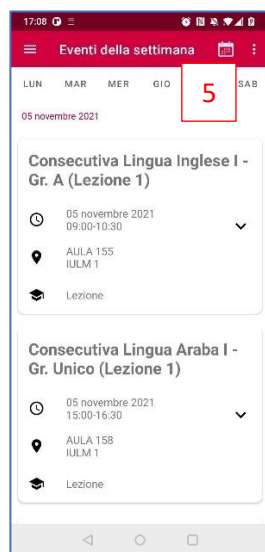 17:08
Eventi della settimana
LUN MAR MER GIO 5 SAB
05 novembre 2021
Consecutiva Lingua Inglese I -
Gr. A (Lezione 1)
05 novembre 2021
09:00-10:30
AULA 155
IULM 1
Lezione
Consecutiva Lingua Araba I -
Gr. Unico (Lezione 1)
05 novembre 2021
15:00-16:30
AULA 158
IULM 1
Lezione